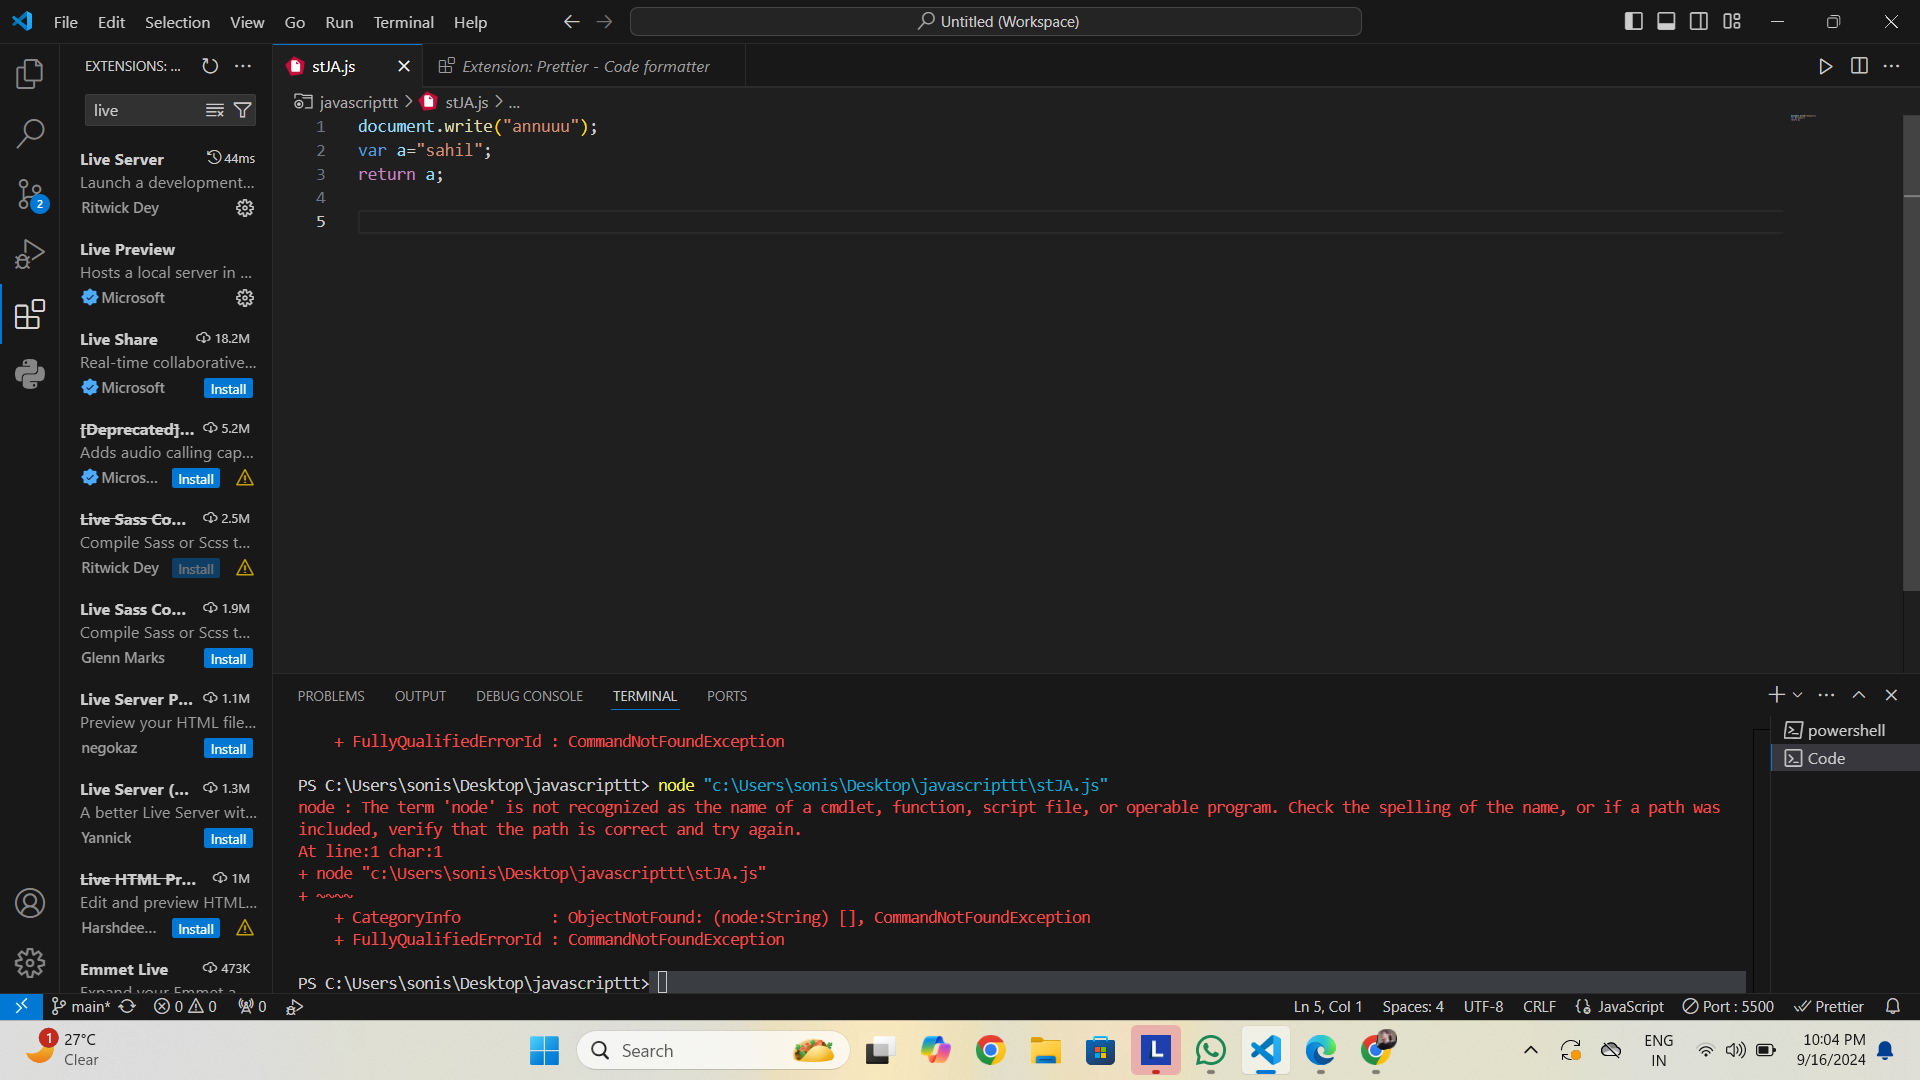 File Edit Selection View Go Run Terminal Help
Untitled (Workspace)
EXTENSIONS: ...
stJA.js
Extension: Prettier - Code formatter
live
javascripttt > stJA.js > ...
1 document.write("annuuu");
2 var a="sahil";
3 return a;
4
5
Live Server 44ms
Launch a development...
Ritwick Dey
Live Preview
Hosts a local server in ...
Microsoft
Live Share 18.2M
Real-time collaborative...
Microsoft Install
[Deprecated]... 5.2M
Adds audio calling cap...
Micros... Install
Live Sass Co... 2.5M
Compile Sass or Scss t...
Ritwick Dey Install
Live Sass Co... 1.9M
Compile Sass or Scss t...
Glenn Marks Install
Live Server P... 1.1M
Preview your HTML file...
negokaz Install
Live Server (... 1.3M
A better Live Server wit...
Yannick Install
Live HTML Pr... 1M
Edit and preview HTML...
Harshdee... Install
Emmet Live 473K
Expand your Emmet a
2
PROBLEMS OUTPUT DEBUG CONSOLE TERMINAL PORTS
powershell
Code
+ FullyQualifiedErrorId : CommandNotFoundException
PS C:\Users\sonis\Desktop\javascripttt> node "c:\Users\sonis\Desktop\javascripttt\stJA.js"
node : The term 'node' is not recognized as the name of a cmdlet, function, script file, or operable program. Check the spelling of the name, or if a path was
included, verify that the path is correct and try again.
At line:1 char:1
+ node "c:\Users\sonis\Desktop\javascripttt\stJA.js"
+ ~~~~
+ CategoryInfo : ObjectNotFound: (node:String) [], CommandNotFoundException
+ FullyQualifiedErrorId : CommandNotFoundException
PS C:\Users\sonis\Desktop\javascripttt>
main* 0 0 0 Ln 5, Col 1 Spaces: 4 UTF-8 CRLF JavaScript Port : 5500 Prettier
1
27°C
Clear
Search
L
ENG
IN
10:04 PM
9/16/2024